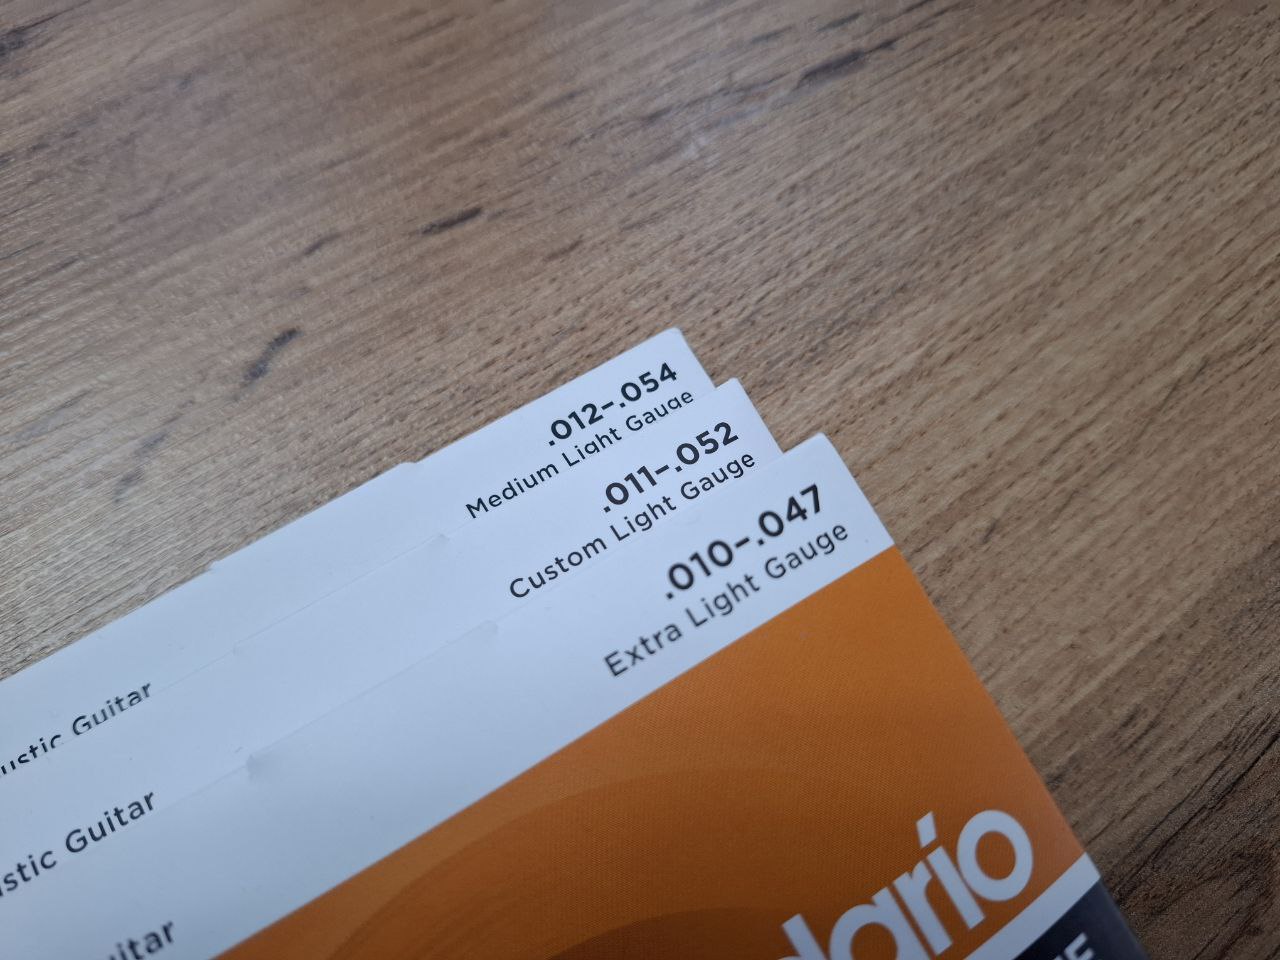 .012–.054
Medium Light Gauge
Guitar
.011–.052
Custom Light Gauge
Guitar
.010–.047
Extra Light Gauge